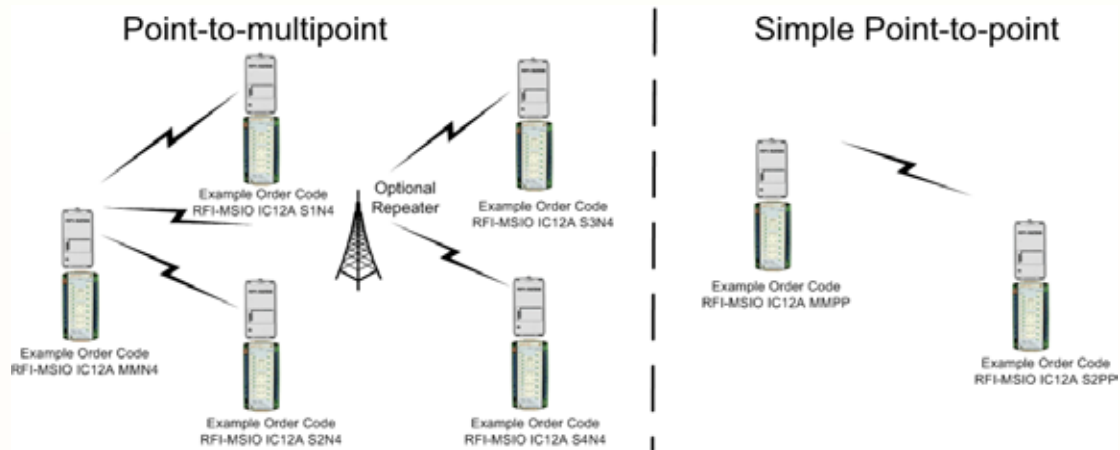 Point-to-multipoint
Simple Point-to-point
Example Order Code
RFI-MSIO IC12A S1N4
Optional
Repeater
Example Order Code
RFI-MSIO IC12A S3N4
Example Order Code
RFI-MSIO IC12A MMN4
Example Order Code
RFI-MSIO IC12A S2N4
Example Order Code
RFI-MSIO IC12A S4N4
Example Order Code
RFI-MSIO IC12A MMPP
Example Order Code
RFI-MSIO IC12A S2PP